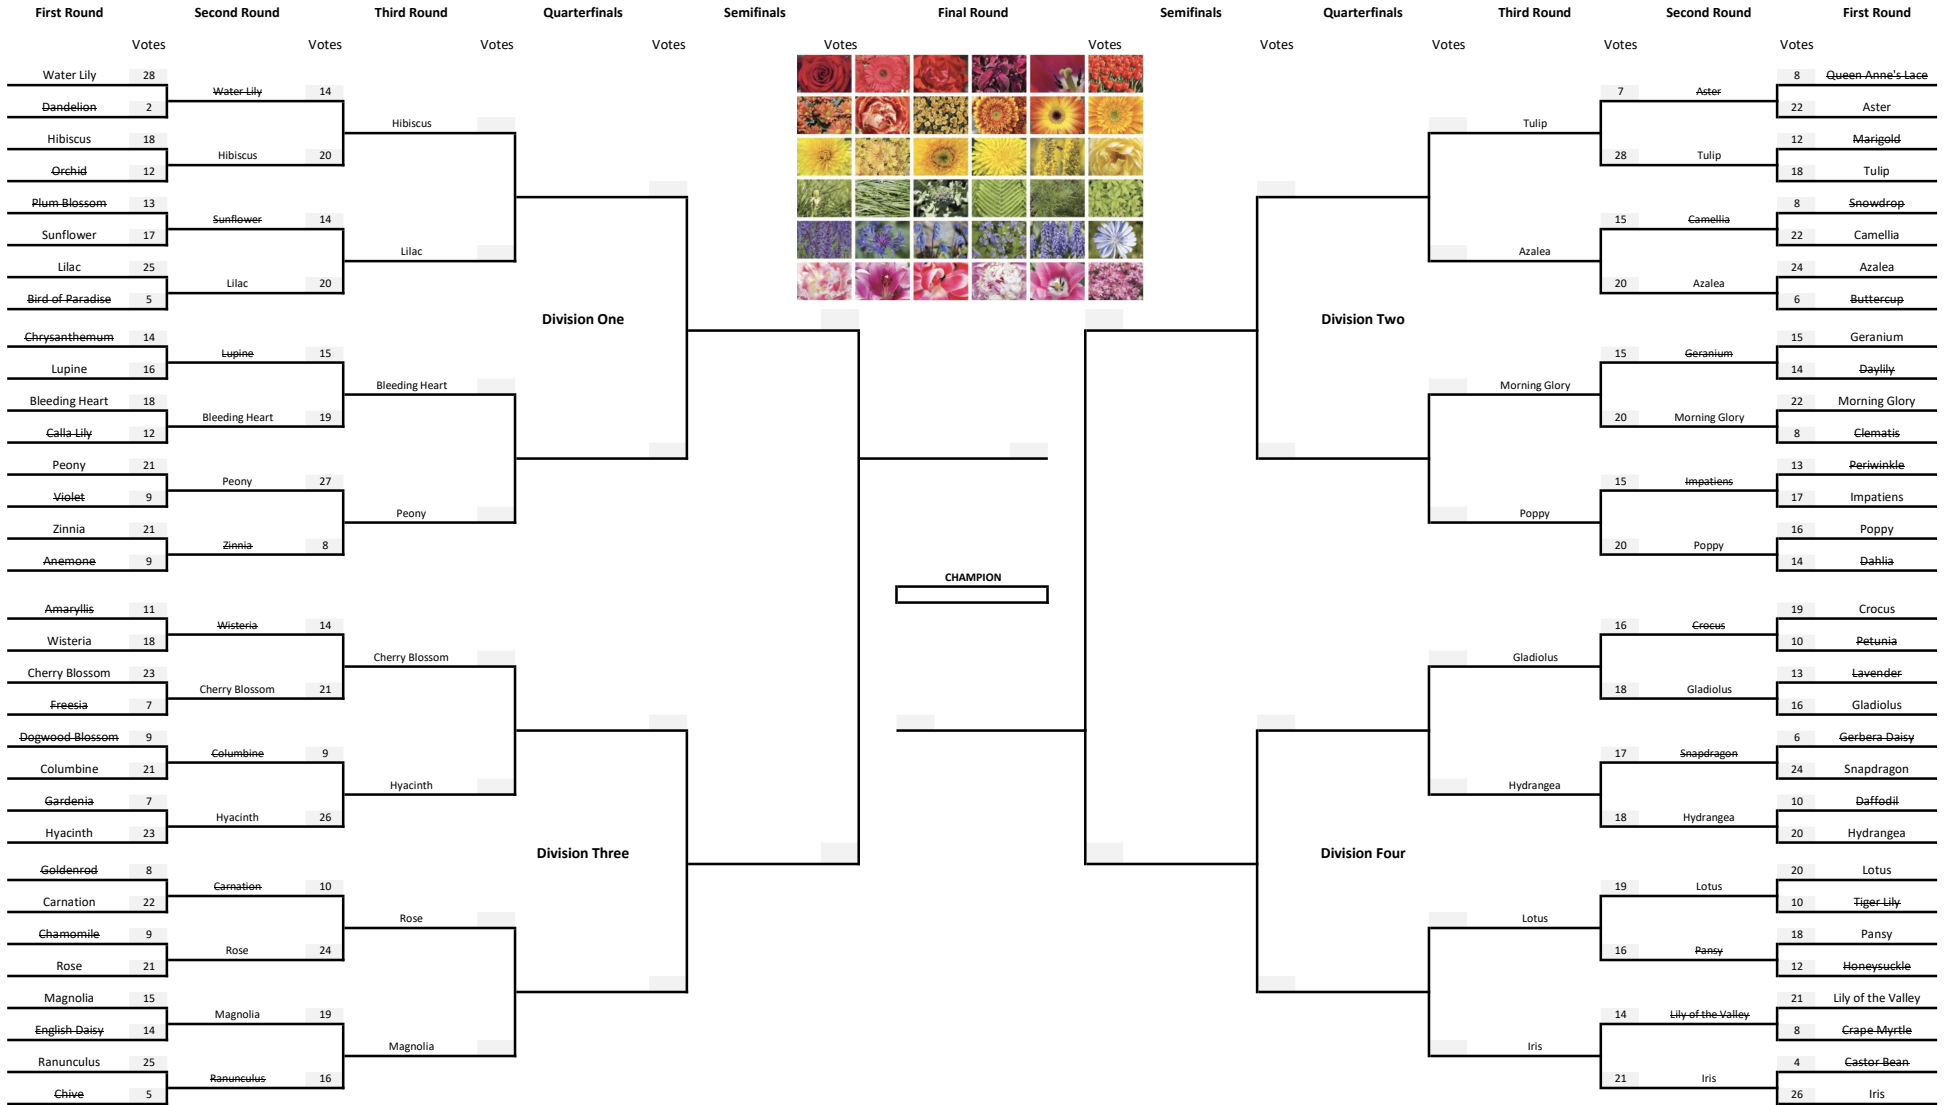 First Round Second Round Third Round Quarterfinals Semifinals Final Round Semifinals Quarterfinals Third Round Second Round First Round
Votes Votes Votes Votes Votes Votes Votes Votes Votes Votes
Water Lily 28 8 Queen Anne's Lace
Water Lily 14 7 Aster
Dandelion 2 22 Aster
Hibiscus Tulip
Hibiscus 18 12 Marigold
Hibiscus 20 28 Tulip
Orchid 12 18 Tulip
Plum Blossom 13 8 Snowdrop
Sunflower 14 15 Camellia
Sunflower 17 22 Camellia
Lilac Azalea
Lilac 25 24 Azalea
Lilac 20 20 Azalea
Bird of Paradise 5 6 Buttercup
Division One Division Two
Chrysanthemum 14 15 Geranium
Lupine 15 15 Geranium
Lupine 16 14 Daylily
Bleeding Heart Morning Glory
Bleeding Heart 18 22 Morning Glory
Bleeding Heart 19 20 Morning Glory
Calla Lily 12 8 Clematis
Peony 21 13 Periwinkle
Peony 27 15 Impatiens
Violet 9 17 Impatiens
Peony Poppy
Zinnia 21 16 Poppy
Zinnia 8 20 Poppy
Anemone 9 14 Dahlia
CHAMPION
Amaryllis 11 19 Crocus
Wisteria 14 16 Crocus
Wisteria 18 10 Petunia
Cherry Blossom Gladiolus
Cherry Blossom 23 13 Lavender
Cherry Blossom 21 18 Gladiolus
Freesia 7 16 Gladiolus
Dogwood Blossom 9 6 Gerbera Daisy
Columbine 9 17 Snapdragon
Columbine 21 24 Snapdragon
Hyacinth Hydrangea
Gardenia 7 10 Daffodil
Hyacinth 26 18 Hydrangea
Hyacinth 23 20 Hydrangea
Division Three Division Four
Goldenrod 8 20 Lotus
Carnation 10 19 Lotus
Carnation 22 10 Tiger Lily
Rose Lotus
Chamomile 9 18 Pansy
Rose 24 16 Pansy
Rose 21 12 Honeysuckle
Magnolia 15 21 Lily of the Valley
Magnolia 19 14 Lily of the Valley
English Daisy 14 8 Crape Myrtle
Magnolia Iris
Ranunculus 25 4 Castor Bean
Ranunculus 16 21 Iris
Chive 5 26 Iris